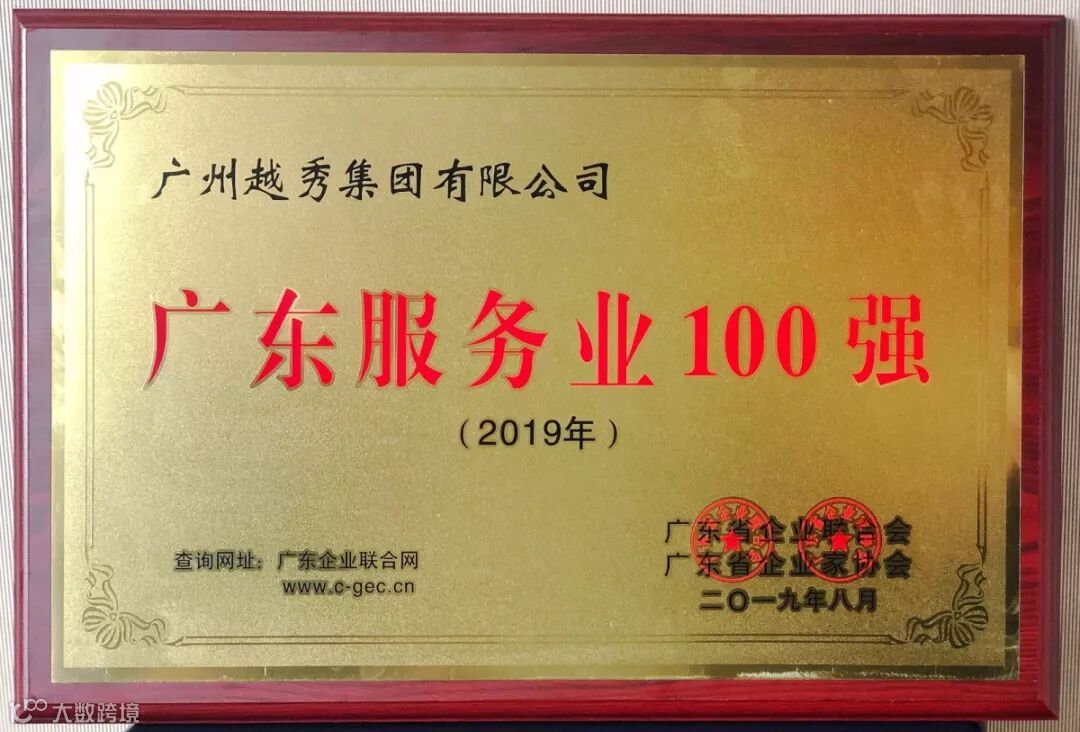 广州越秀集团有限公司
广东服务业100强
（2019年）
查询网址：广东企业联合网
www.c-gec.cn
广东省企业联合会
广东省企业家协会
二〇一九年八月
大数跨境